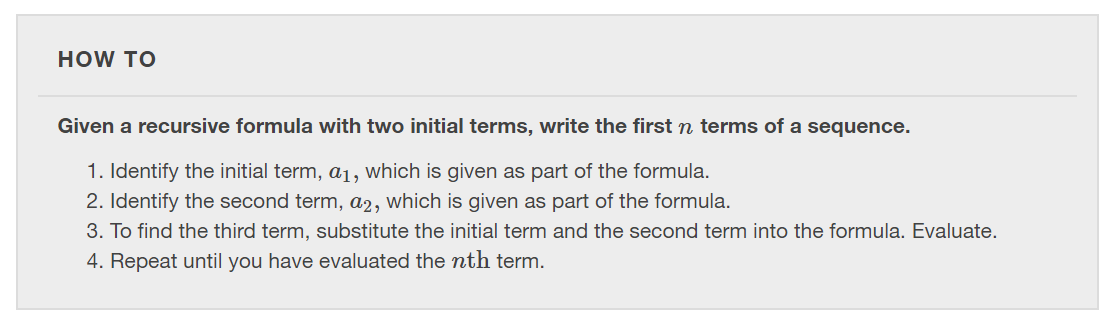 HOW TO
Given a recursive formula with two initial terms, write the first n terms of a sequence.
1. Identify the initial term, a₁, which is given as part of the formula.
2. Identify the second term, a₂, which is given as part of the formula.
3. To find the third term, substitute the initial term and the second term into the formula. Evaluate.
4. Repeat until you have evaluated the nth term.